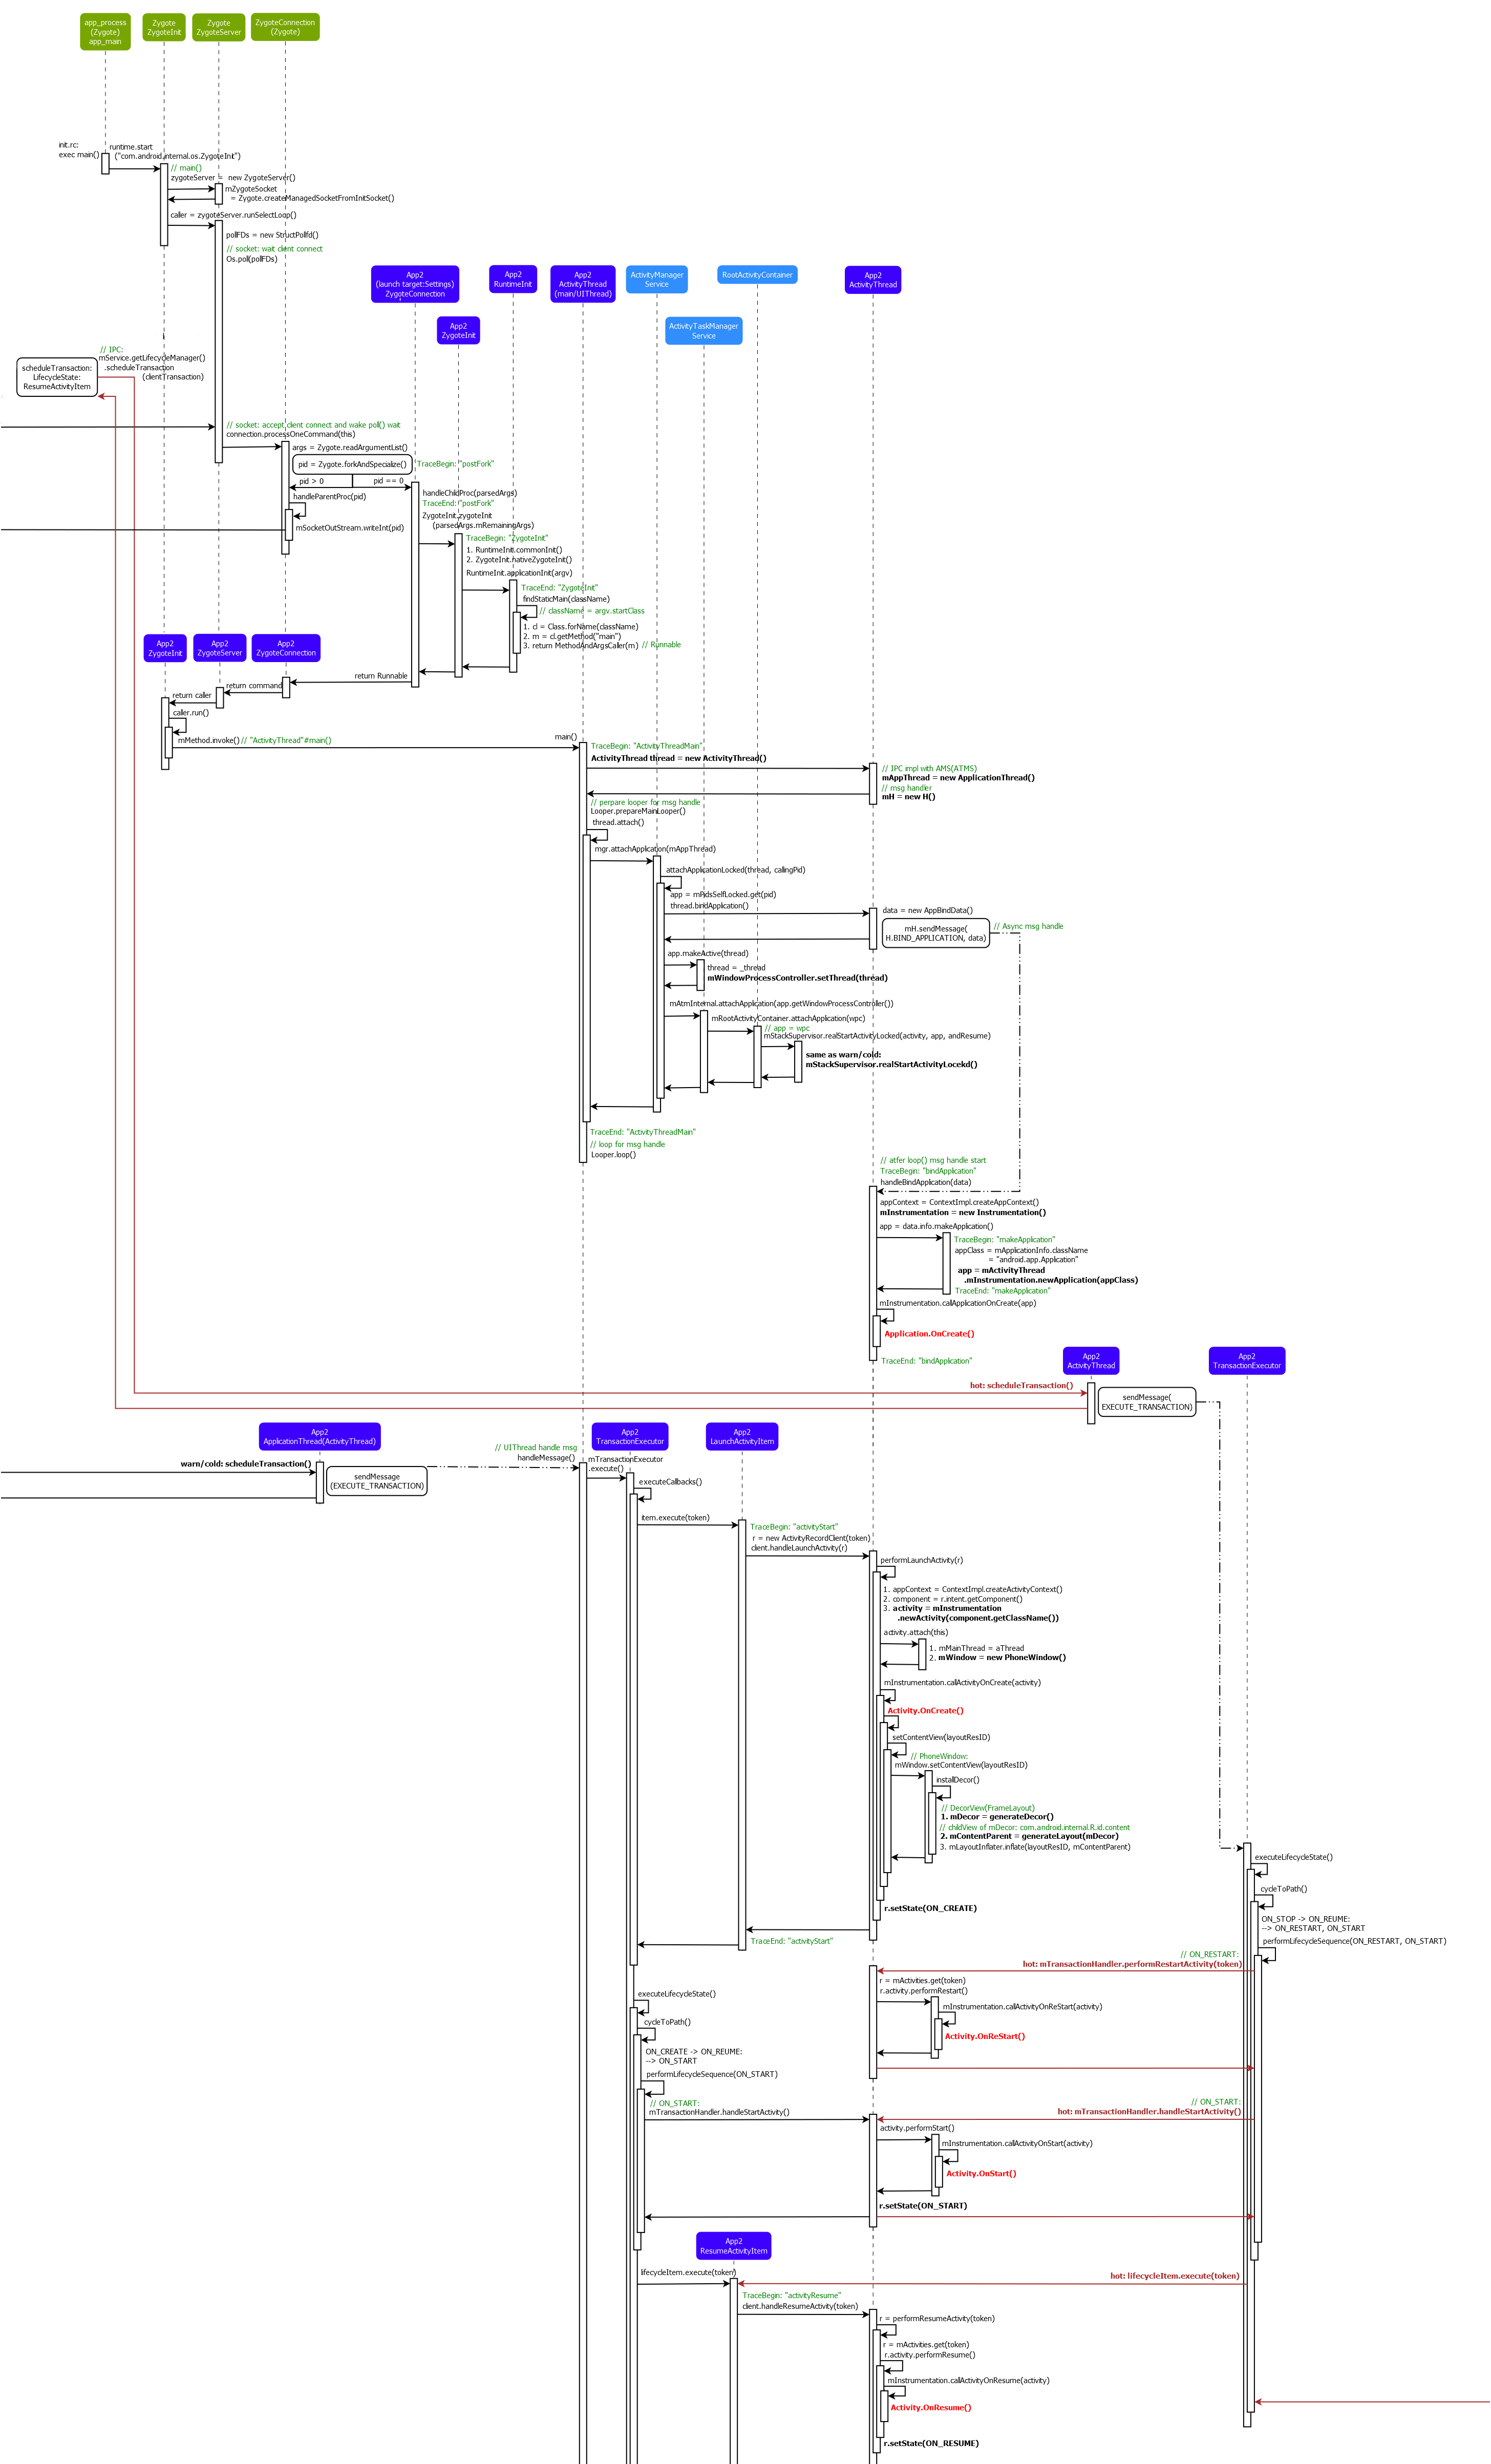 app_process
(Zygote)
app_main
Zygote
ZygoteInit
Zygote
ZygoteServer
ZygoteConnection
(Zygote)
init.rc:
exec main()
runtime.start
("com.android.internal.os.ZygoteInit")
// main()
zygoteServer = new ZygoteServer()
mZygoteSocket
= Zygote.createManagedSocketFromInitSocket()
caller = zygoteServer.runSelectLoop()
pollFDs = new StructPollfd()
// socket: wait client connect
Os.poll(pollFDs)
App2
(launch target:Settings)
ZygoteConnection
App2
RuntimeInit
App2
ActivityThread
(main/UIThread)
ActivityManager
Service
RootActivityContainer
App2
ActivityThread
App2
ZygoteInit
ActivityTaskManager
Service
// IPC:
mService.getLifecycleManager()
.scheduleTransaction
(clientTransaction)
scheduleTransaction:
LifecycleState:
ResumeActivityItem
// socket: accept client connect and wake poll() wait
connection.processOneCommand(this)
args = Zygote.readArgumentList()
pid = Zygote.forkAndSpecialize()
TraceBegin: "postFork"
pid > 0
pid == 0
handleParentProc(pid)
mSocketOutStream.writeInt(pid)
handleChildProc(parsedArgs)
TraceEnd: "postFork"
ZygoteInit.zygoteInit
(parsedArgs.mRemainingArgs)
TraceBegin: "ZygoteInit"
1. RuntimeInit.commonInit()
2. ZygoteInit.nativeZygoteInit()
RuntimeInit.applicationInit(argv)
TraceEnd: "ZygoteInit"
findStaticMain(className)
// className = argv.startClass
1. cl = Class.forName(className)
2. m = cl.getMethod("main")
3. return MethodAndArgsCaller(m) // Runnable
App2
ZygoteInit
App2
ZygoteServer
App2
ZygoteConnection
return Runnable
return command
return caller
caller.run()
mMethod.invoke() // "ActivityThread"#main()
main()
TraceBegin: "ActivityThreadMain"
ActivityThread thread = new ActivityThread()
// IPC impl with AMS(ATMS)
mAppThread = new ApplicationThread()
// msg handler
mH = new H()
// perpare looper for msg handle
Looper.prepareMainLooper()
thread.attach()
mgr.attachApplication(mAppThread)
attachApplicationLocked(thread, callingPid)
app = mPidsSelfLocked.get(pid)
thread.bindApplication()
data = new AppBindData()
mH.sendMessage(
H.BIND_APPLICATION, data)
// Async msg handle
app.makeActive(thread)
thread = _thread
mWindowProcessController.setThread(thread)
mAtmInternal.attachApplication(app.getWindowProcessController())
mRootActivityContainer.attachApplication(wpc)
// app = wpc
mStackSupervisor.realStartActivityLocked(activity, app, andResume)
same as warn/cold:
mStackSupervisor.realStartActivityLocekd()
TraceEnd: "ActivityThreadMain"
// loop for msg handle
Looper.loop()
// atfer loop() msg handle start
TraceBegin: "bindApplication"
handleBindApplication(data)
appContext = ContextImpl.createAppContext()
mInstrumentation = new Instrumentation()
app = data.info.makeApplication()
TraceBegin: "makeApplication"
appClass = mApplicationInfo.className
= "android.app.Application"
app = mActivityThread
.mInstrumentation.newApplication(appClass)
TraceEnd: "makeApplication"
mInstrumentation.callApplicationOnCreate(app)
Application.OnCreate()
TraceEnd: "bindApplication"
App2
ActivityThread
App2
TransactionExecutor
hot: scheduleTransaction()
sendMessage(
EXECUTE_TRANSACTION)
App2
ApplicationThread(ActivityThread)
App2
TransactionExecutor
App2
LaunchActivityItem
warn/cold: scheduleTransaction()
sendMessage
(EXECUTE_TRANSACTION)
// UIThread handle msg
handleMessage()
mTransactionExecutor
.execute()
executeCallbacks()
item.execute(token)
TraceBegin: "activityStart"
r = new ActivityRecordClient(token)
client.handleLaunchActivity(r)
performLaunchActivity(r)
1. appContext = ContextImpl.createActivityContext()
2. component = r.intent.getComponent()
3. activity = mInstrumentation
.newActivity(component.getClassName())
activity.attach(this)
1. mMainThread = aThread
2. mWindow = new PhoneWindow()
mInstrumentation.callActivityOnCreate(activity)
Activity.OnCreate()
setContentView(layoutResID)
// PhoneWindow:
mWindow.setContentView(layoutResID)
installDecor()
// DecorView(FrameLayout)
1. mDecor = generateDecor()
// childView of mDecor: com.android.internal.R.id.content
2. mContentParent = generateLayout(mDecor)
3. mLayoutInflater.inflate(layoutResID, mContentParent)
r.setState(ON_CREATE)
TraceEnd: "activityStart"
executeLifecycleState()
cycleToPath()
ON_STOP -> ON_REUME:
--> ON_RESTART, ON_START
performLifecycleSequence(ON_RESTART, ON_START)
// ON_RESTART:
hot: mTransactionHandler.performRestartActivity(token)
r = mActivities.get(token)
r.activity.performRestart()
mInstrumentation.callActivityOnReStart(activity)
Activity.OnReStart()
executeLifecycleState()
cycleToPath()
ON_CREATE -> ON_REUME:
--> ON_START
performLifecycleSequence(ON_START)
// ON_START:
mTransactionHandler.handleStartActivity()
// ON_START:
hot: mTransactionHandler.handleStartActivity()
activity.performStart()
mInstrumentation.callActivityOnStart(activity)
Activity.OnStart()
r.setState(ON_START)
App2
ResumeActivityItem
lifecycleItem.execute(token)
hot: lifecycleItem.execute(token)
TraceBegin: "activityResume"
client.handleResumeActivity(token)
r = performResumeActivity(token)
r = mActivities.get(token)
r.activity.performResume()
mInstrumentation.callActivityOnResume(activity)
Activity.OnResume()
r.setState(ON_RESUME)